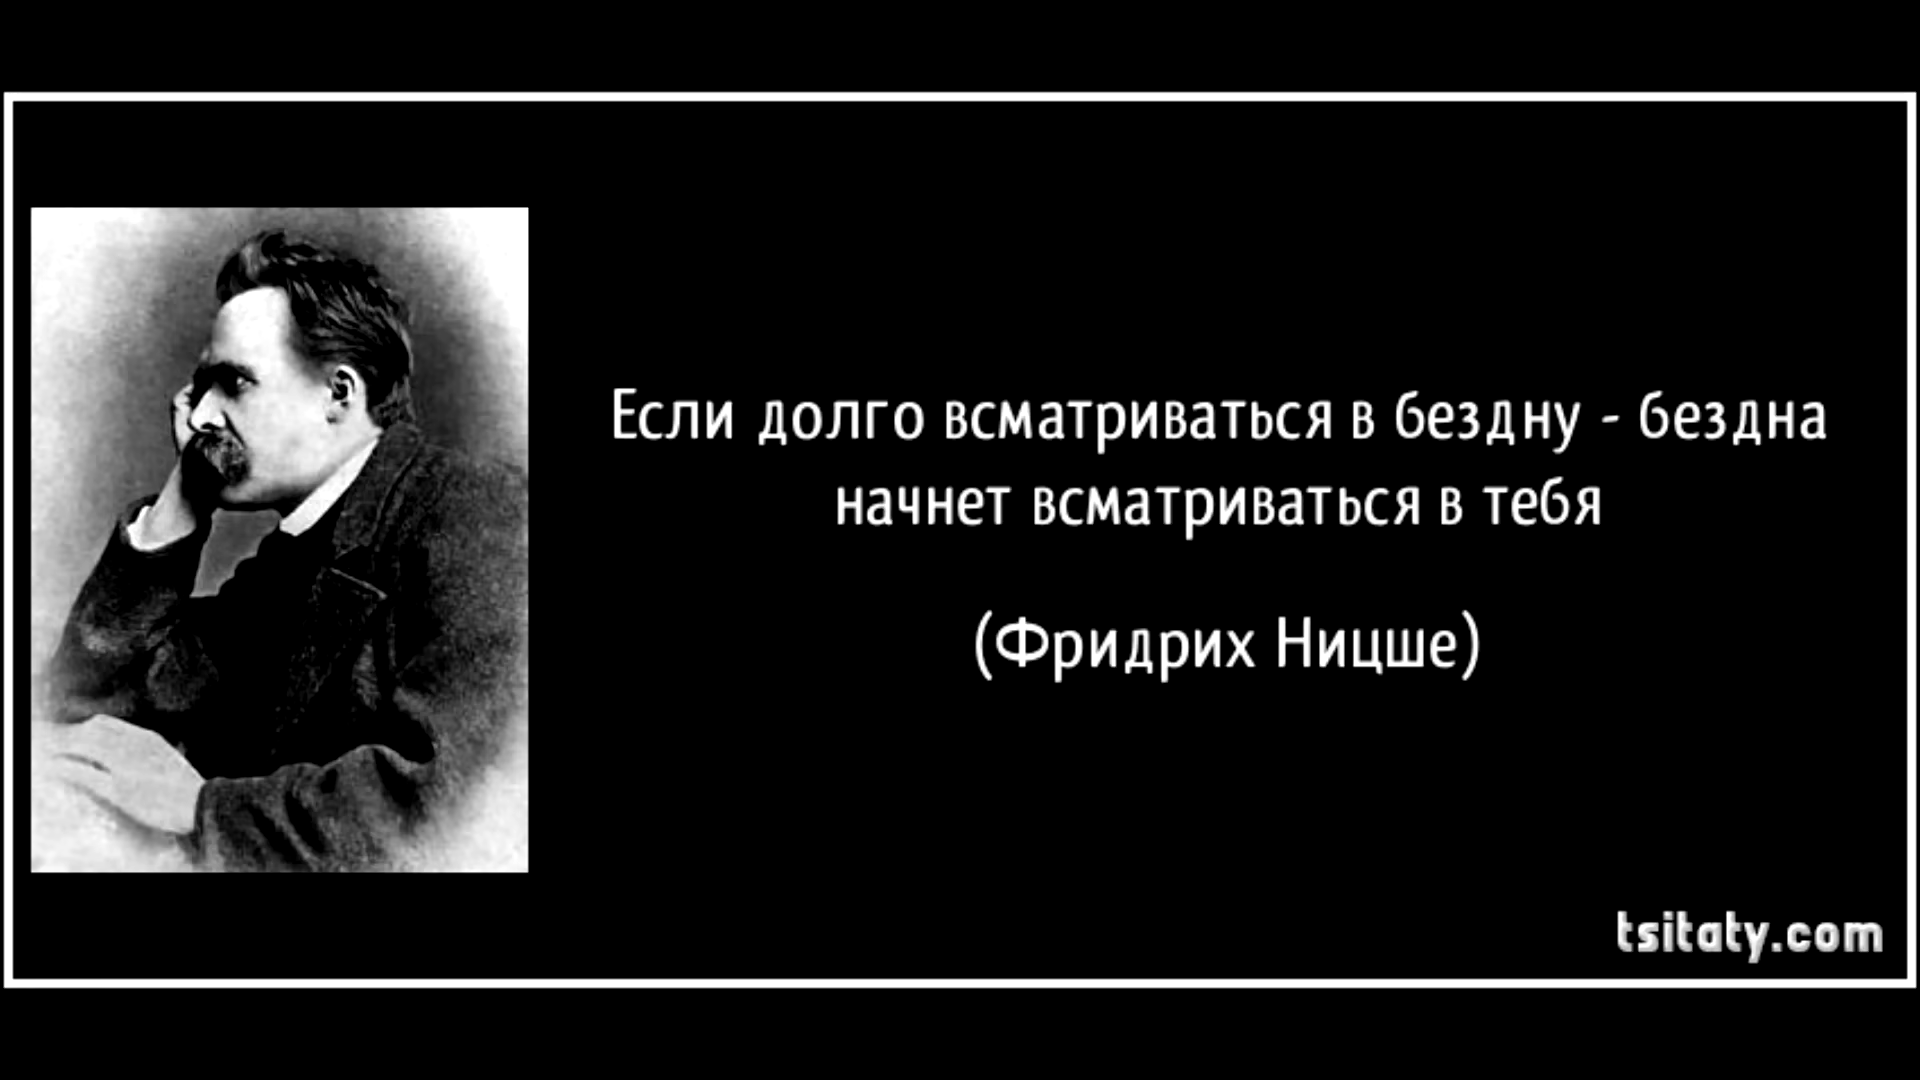 Если долго всматриваться в бездну - бездна
начнет всматриваться в тебя
(Фридрих Ницше)
tsitaty.com